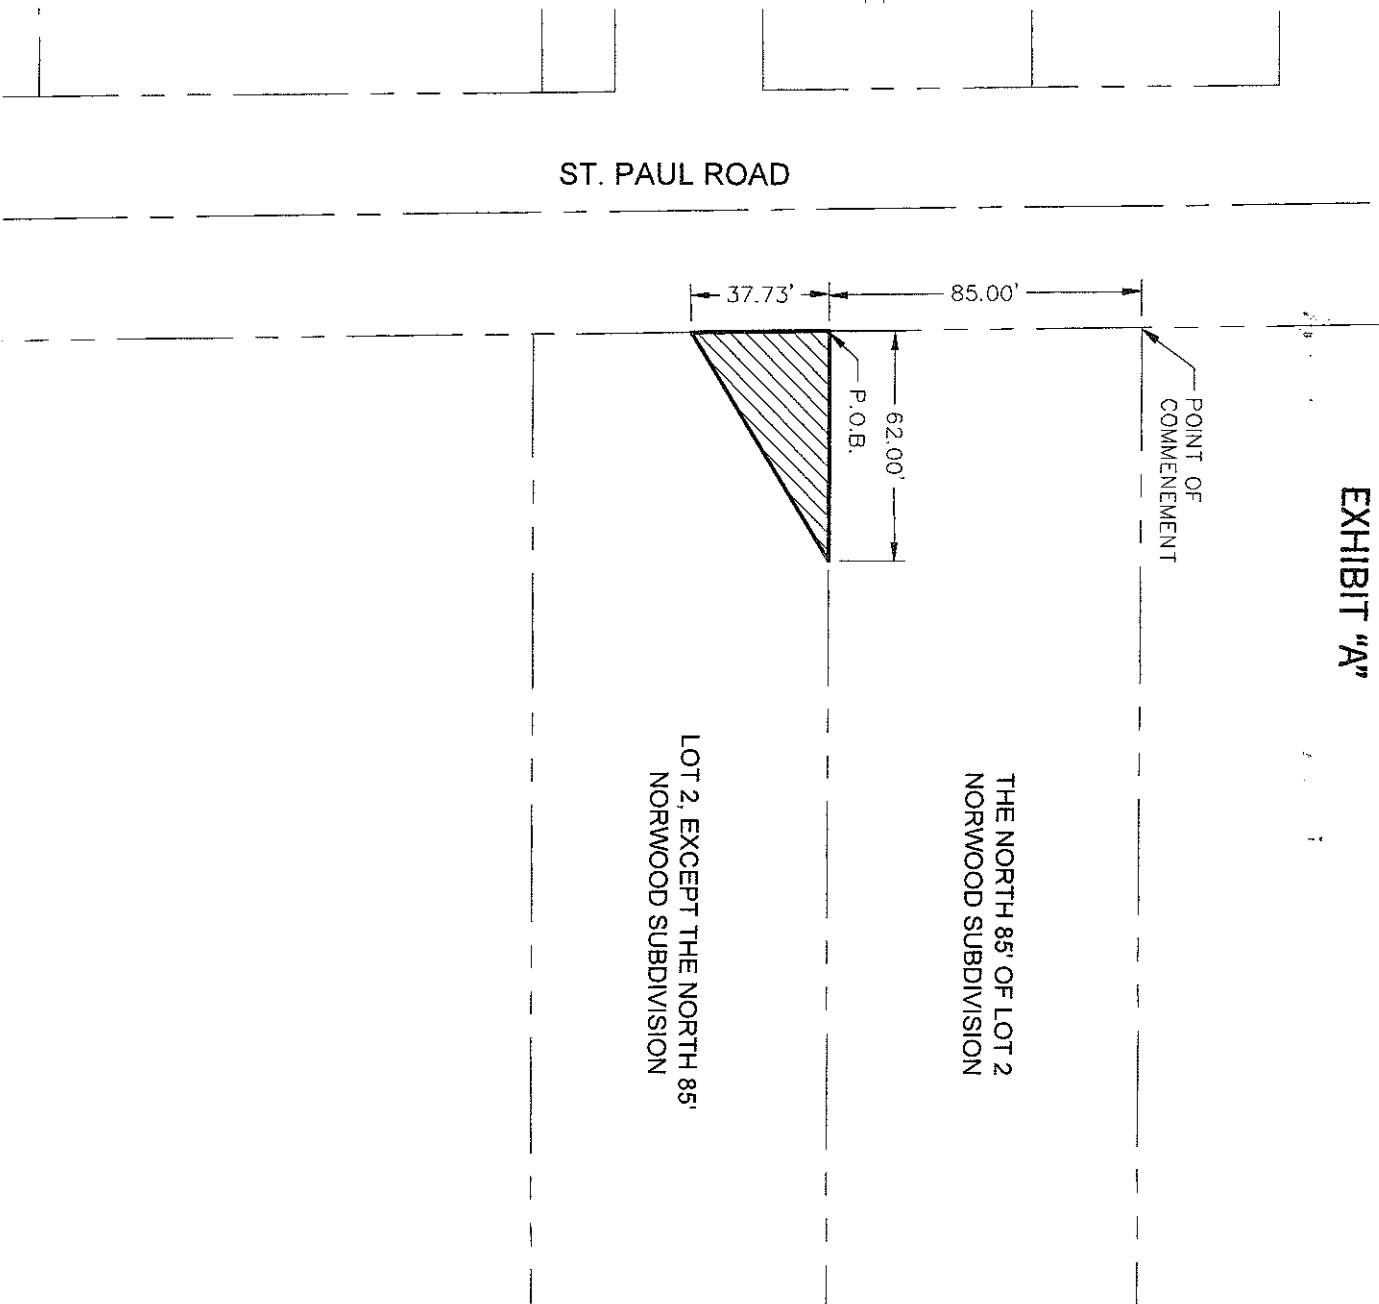 EXHIBIT "A"
ST. PAUL ROAD
37.73'
85.00'
POINT OF
COMMENEMENT
62.00'
P.O.B.
THE NORTH 85' OF LOT 2
NORWOOD SUBDIVISION
LOT 2, EXCEPT THE NORTH 85'
NORWOOD SUBDIVISION